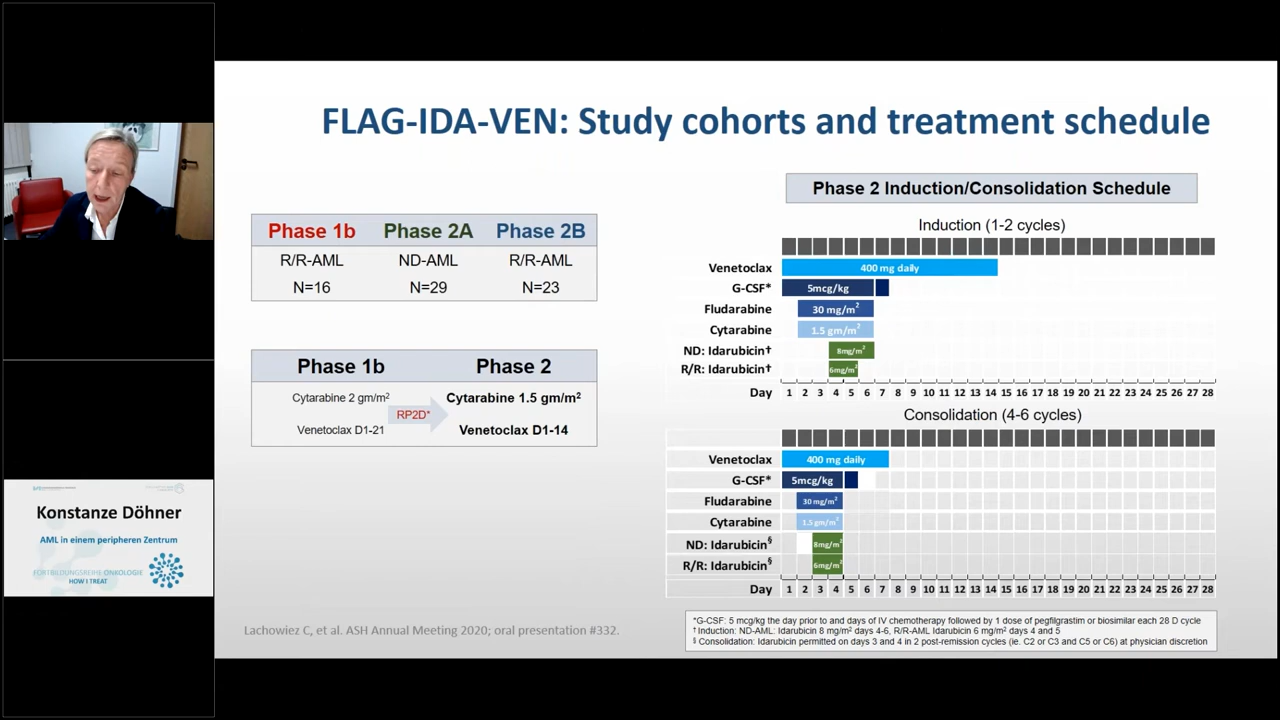 FLAG-IDA-VEN: Study cohorts and treatment schedule
Phase 1b Phase 2A Phase 2B
R/R-AML ND-AML R/R-AML
N=16 N=29 N=23
Phase 1b Phase 2
Cytarabine 2 gm/m² Cytarabine 1.5 gm/m²
RP2D*
Venetoclax D1-21 Venetoclax D1-14
Phase 2 Induction/Consolidation Schedule
Induction (1-2 cycles)
Venetoclax 400 mg daily
G-CSF* 5mcg/kg
Fludarabine 30 mg/m²
Cytarabine 1.5 gm/m²
ND: Idarubicin† 8mg/m²
R/R: Idarubicin† 6mg/m²
Day 1 2 3 4 5 6 7 8 9 10 11 12 13 14 15 16 17 18 19 20 21 22 23 24 25 26 27 28
Consolidation (4-6 cycles)
Venetoclax 400 mg daily
G-CSF* 5mcg/kg
Fludarabine 30 mg/m²
Cytarabine 1.5 gm/m²
ND: Idarubicin§ 8mg/m²
R/R: Idarubicin§ 6mg/m²
Day 1 2 3 4 5 6 7 8 9 10 11 12 13 14 15 16 17 18 19 20 21 22 23 24 25 26 27 28
*G-CSF: 5 mcg/kg the day prior to and days of IV chemotherapy followed by 1 dose of pegfilgrastim or biosimilar each 28 D cycle
† Induction: ND-AML: Idarubicin 8 mg/m² days 4-6, R/R-AML Idarubicin 6 mg/m² days 4 and 5
§ Consolidation: Idarubicin permitted on days 3 and 4 in 2 post-remission cycles (ie. C2 or C3 and C5 or C6) at physician discretion
Lachowiez C, et al. ASH Annual Meeting 2020; oral presentation #332.
Konstanze Döhner
AML in einem peripheren Zentrum
FORTBILDUNGSREIHE ONKOLOGIE
HOW I TREAT